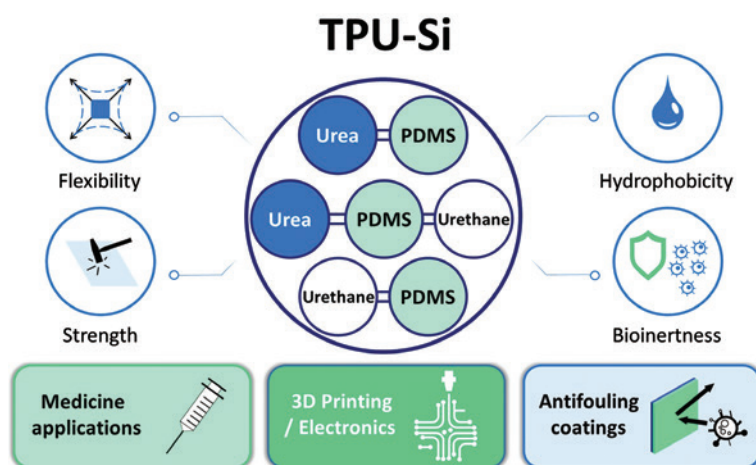 TPU-Si
Flexibility
Strength
Urea PDMS
Urea PDMS Urethane
Urethane PDMS
Hydrophobicity
Bioinertness
Medicine
applications
3D Printing
/ Electronics
Antifouling
coatings